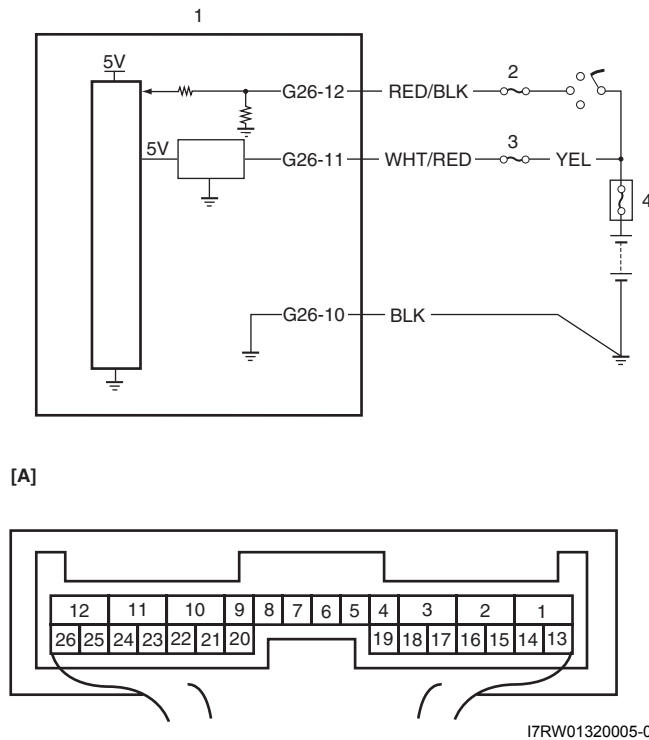 1
5V
2
G26-12 RED/BLK
5V
3
G26-11 WHT/RED YEL
4
G26-10 BLK
[A]
12 11 10 9 8 7 6 5 4 3 2 1
26 25 24 23 22 21 20 19 18 17 16 15 14 13